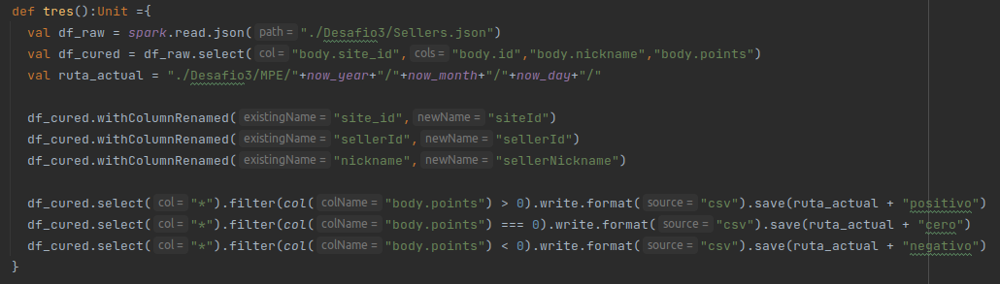 def tres():Unit ={
val df_raw = spark.read.json( path = "./Desafio3/Sellers.json")
val df_cured = df_raw.select( col = "body.site_id", cols = "body.id","body.nickname","body.points")
val ruta_actual = "./Desafio3/MPE/"+now_year+"/"+now_month+"/"+now_day+"/"
df_cured.withColumnRenamed( existingName = "site_id", newName = "siteId")
df_cured.withColumnRenamed( existingName = "sellerId", newName = "sellerId")
df_cured.withColumnRenamed( existingName = "nickname", newName = "sellerNickname")
df_cured.select( col = "*").filter(col( colName = "body.points") > 0).write.format( source = "csv").save(ruta_actual + "positivo")
df_cured.select( col = "*").filter(col( colName = "body.points") === 0).write.format( source = "csv").save(ruta_actual + "cero")
df_cured.select( col = "*").filter(col( colName = "body.points") < 0).write.format( source = "csv").save(ruta_actual + "negativo")
}